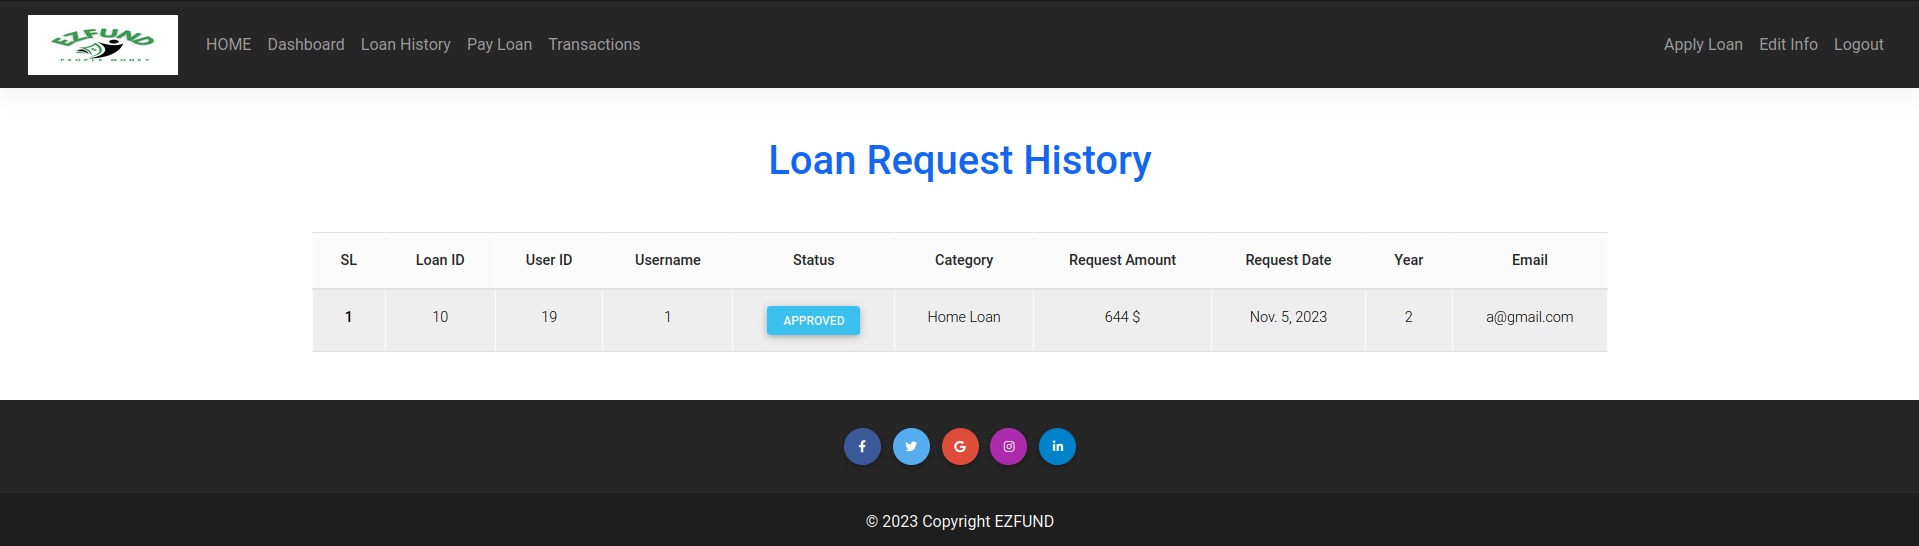 EZFUND
PEOPLE MONEY
HOME Dashboard Loan History Pay Loan Transactions Apply Loan Edit Info Logout
Loan Request History
SL Loan ID User ID Username Status Category Request Amount Request Date Year Email
1 10 19 1 APPROVED Home Loan 644 $ Nov. 5, 2023 2 a@gmail.com
© 2023 Copyright EZFUND